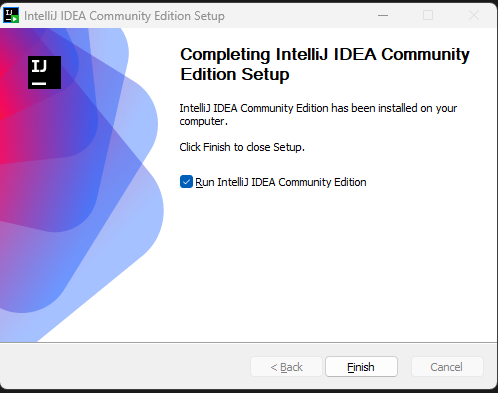 IntelliJ IDEA Community Edition Setup
IJ
Completing IntelliJ IDEA Community
Edition Setup
IntelliJ IDEA Community Edition has been installed on your
computer.
Click Finish to close Setup.
Run IntelliJ IDEA Community Edition
< Back
Finish
Cancel